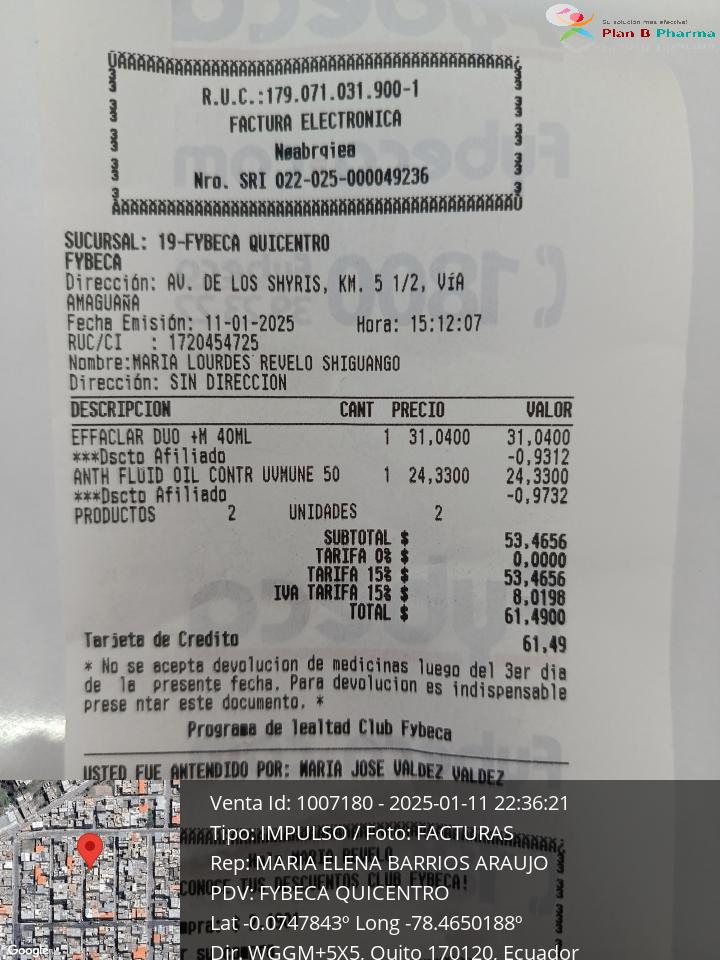 Su solución más efectiva!
Plan B Pharma
R.U.C.:179.071.031.900-1
FACTURA ELECTRONICA
Nro. SRI 022-025-000049236
SUCURSAL: 19-FYBECA QUICENTRO
FYBECA
Dirección: AV. DE LOS SHYRIS, KM. 5 1/2, VíA
AMAGUAñA
Fecha Emisión: 11-01-2025 Hora: 15:12:07
RUC/CI : 1720454725
Nombre:MARIA LOURDES REVELO SHIGUANGO
Dirección: SIN DIRECCION
DESCRIPCION CANT PRECIO VALOR
EFFACLAR DUO +M 40ML 1 31,0400 31,0400
***Dscto Afiliado -0,9312
ANTH FLUID OIL CONTR UVMUNE 50 1 24,3300 24,3300
***Dscto Afiliado -0,9732
PRODUCTOS 2 UNIDADES 2
SUBTOTAL $ 53,4656
TARIFA 0% $ 0,0000
TARIFA 15% $ 53,4656
IVA TARIFA 15% $ 8,0198
TOTAL $ 61,4900
Tarjeta de Credito 61,49
* No se acepta devolucion de medicinas luego del 3er dia
de la presente fecha. Para devolucion es indispensable
prese ntar este documento. *
Programa de lealtad Club Fybeca
USTED FUE ANTENDIDO POR: MARIA JOSE VALDEZ VALDEZ
Venta Id: 1007180 - 2025-01-11 22:36:21
Tipo: IMPULSO / Foto: FACTURAS
Rep: MARIA ELENA BARRIOS ARAUJO
TUS DESCUENTOS CLUB FYBECA!
PDV: FYBECA QUICENTRO
Lat -0.0747843º Long -78.4650188º
Dir. WGGM+5X5, Quito 170120, Ecuador
Google